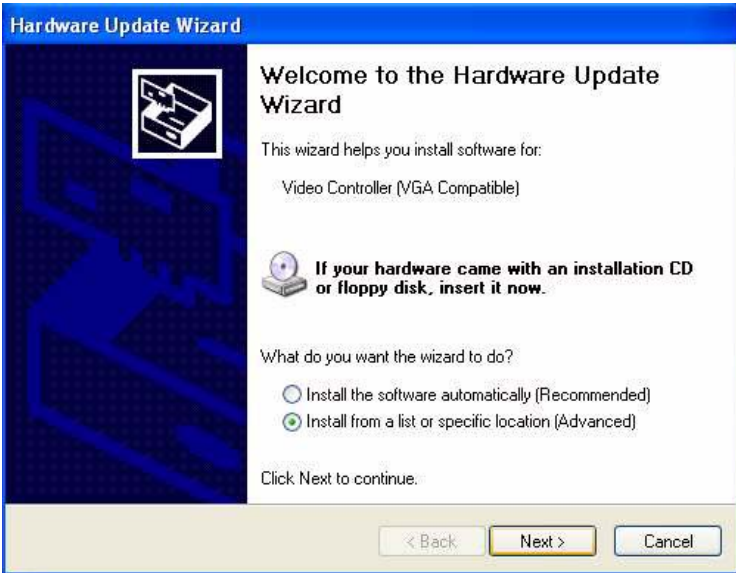 Hardware Update Wizard
Welcome to the Hardware Update
Wizard
This wizard helps you install software for:
Video Controller (VGA Compatible)
If your hardware came with an installation CD
or floppy disk, insert it now.
What do you want the wizard to do?
Install the software automatically (Recommended)
Install from a list or specific location (Advanced)
Click Next to continue.
< Back
Next >
Cancel